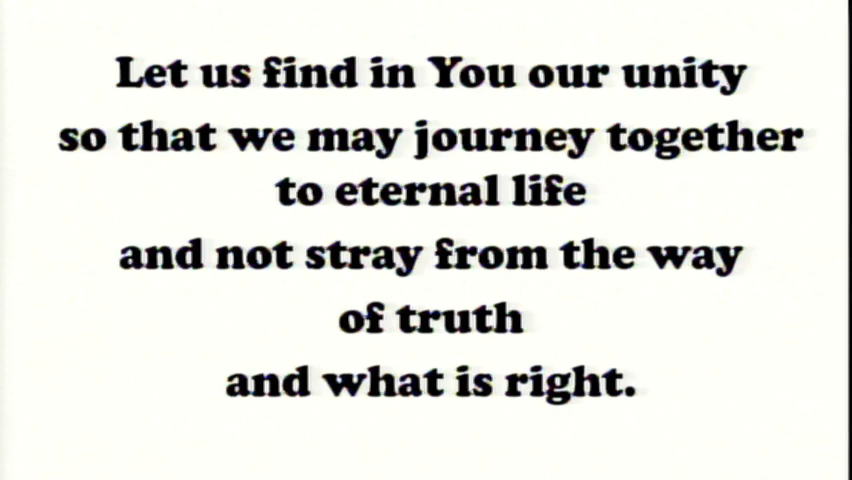 Let us find in You our unity
so that we may journey together
to eternal life
and not stray from the way
of truth
and what is right.